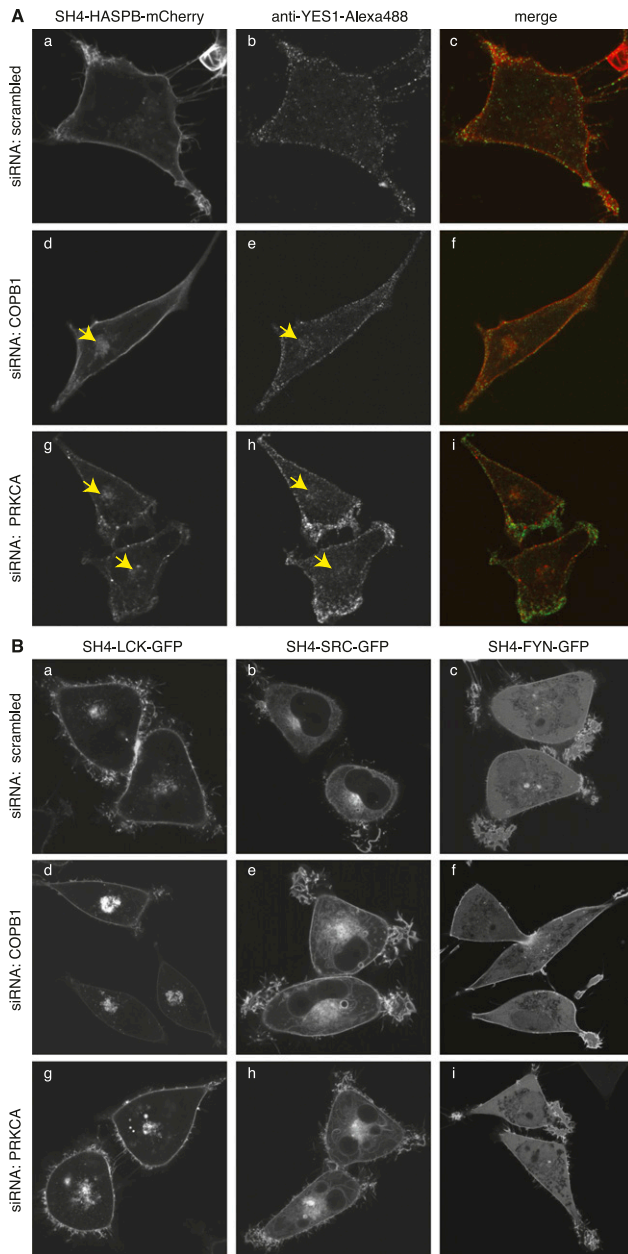 A
SH4-HASPB-mCherry
anti-YES1-Alexa488
merge
siRNA: scrambled
a
b
c
siRNA: COPB1
d
e
f
siRNA: PRKCA
g
h
i
B
SH4-LCK-GFP
SH4-SRC-GFP
SH4-FYN-GFP
siRNA: scrambled
a
b
c
siRNA: COPB1
d
e
f
siRNA: PRKCA
g
h
i